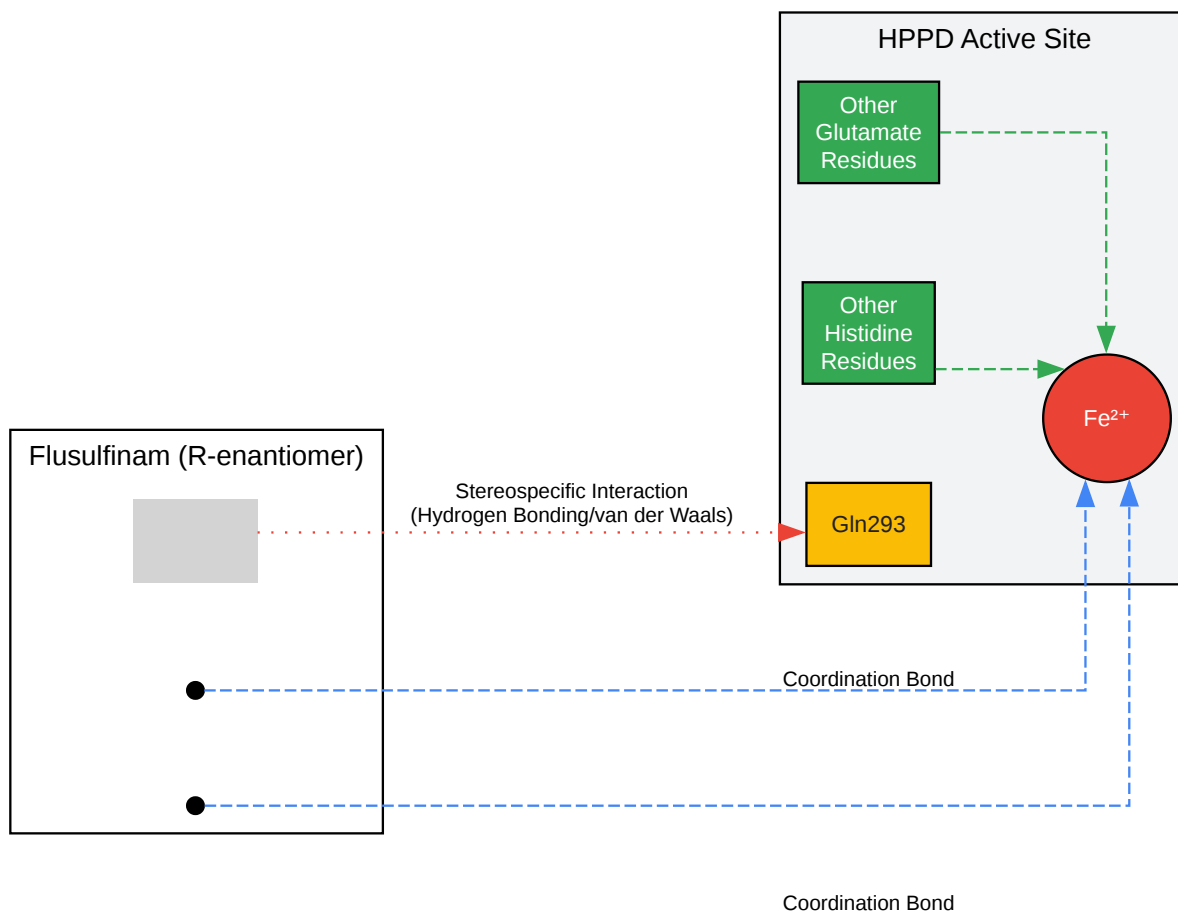 HPPD Active Site
Other
Glutamate
Residues
Other
Histidine
Residues
Fe²⁺
Flusulfinam (R-enantiomer)
Stereospecific Interaction
(Hydrogen Bonding/van der Waals)
Gln293
Coordination Bond
Coordination Bond